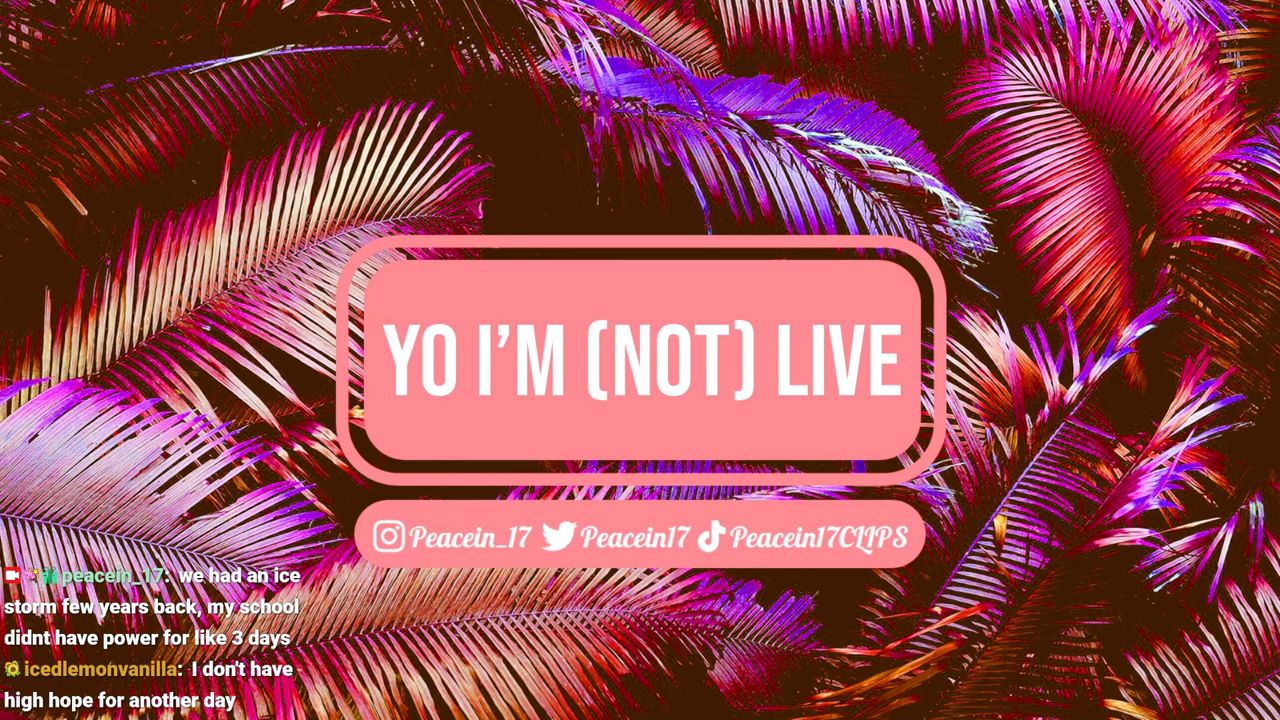 YO I'M (NOT) LIVE
Peacein_17 Peacein17 Peacein17CLIPS
peacein_17: we had an ice
storm few years back, my school
didnt have power for like 3 days
icedlemonvanilla: I don't have
high hope for another day